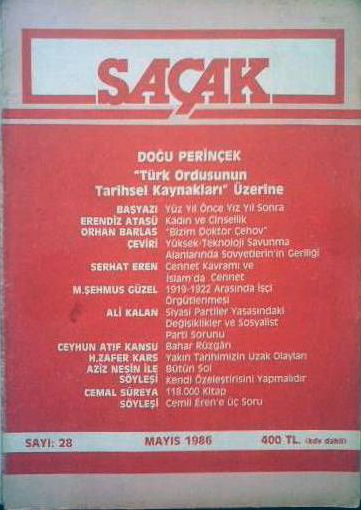 SAÇAK
DOĞU PERİNÇEK
"Türk Ordusunun
Tarihsel Kaynakları" Üzerine
BAŞYAZI Yüz Yıl Önce Yız Yıl Sonra
ERENDİZ ATASÜ Kadın ve Cinsellik
ORHAN BARLAS "Bizim Doktor Çehov"
ÇEVİRİ Yüksek Teknoloji Savunma
Alanlarında Sovyetlerin Geriliği
SERHAT EREN Cennet Kavramı ve
İslam'da Cennet
M.ŞEHMUS GÜZEL 1919-1922 Arasında İşçi
Örgütlenmesi
ALİ KALAN Siyasi Partiler Yasasındaki
Değişiklikler ve Sosyalist
Parti Sorunu
CEYHUN ATIF KANSU Bahar Rüzgârı
H.ZAFER KARS Yakın Tarihimizin Uzak Olayları
AZİZ NESİN İLE Bütün Sol
SÖYLEŞİ Kendi Özeleştirisini Yapmalıdır
CEMAL SÜREYA 118.000 Kitap
SÖYLEŞİ Cemil Eren'e Üç Soru
SAYI: 28 MAYIS 1986 400 TL. (kdv dahil)